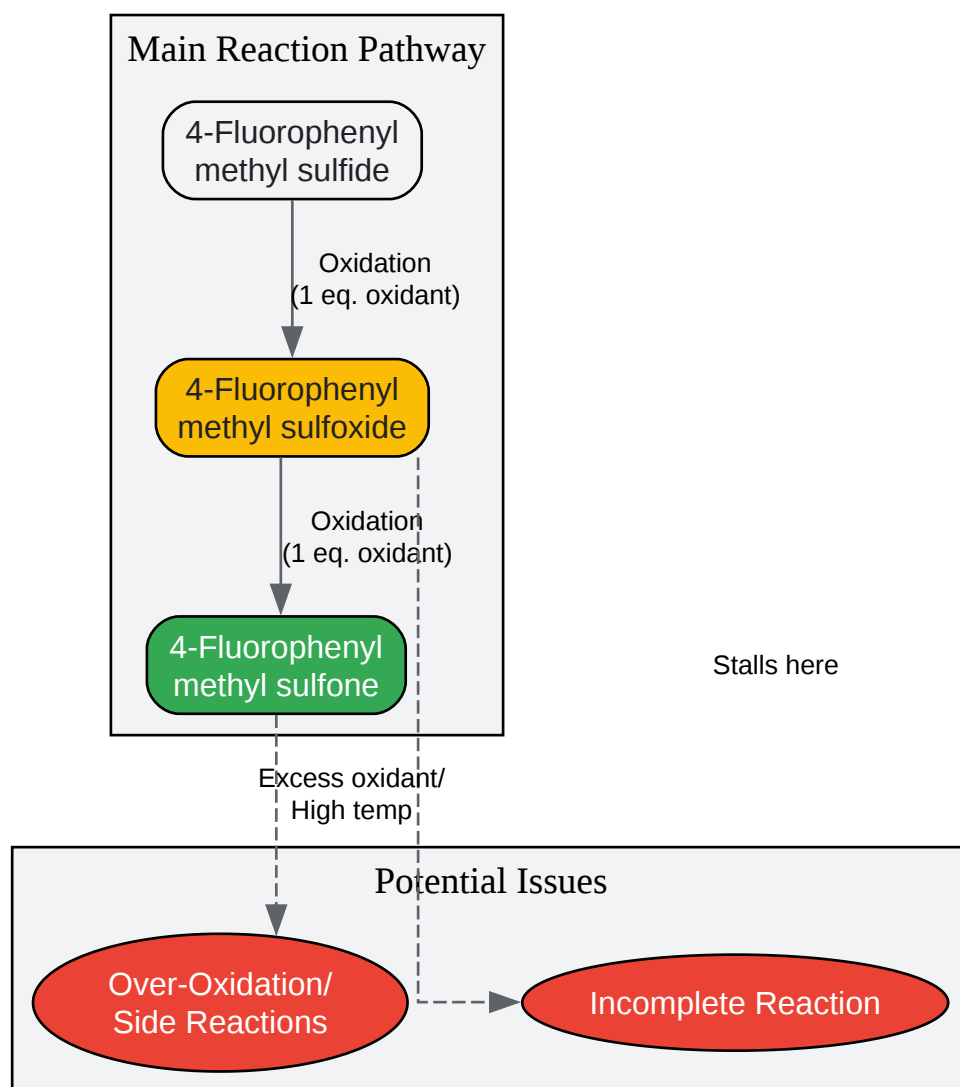 Main Reaction Pathway
4-Fluorophenyl
methyl sulfide
Oxidation
(1 eq. oxidant)
4-Fluorophenyl
methyl sulfoxide
Oxidation
(1 eq. oxidant)
4-Fluorophenyl
methyl sulfone
Stalls here
Excess oxidant/
High temp
Potential Issues
Over-Oxidation/
Side Reactions
Incomplete Reaction